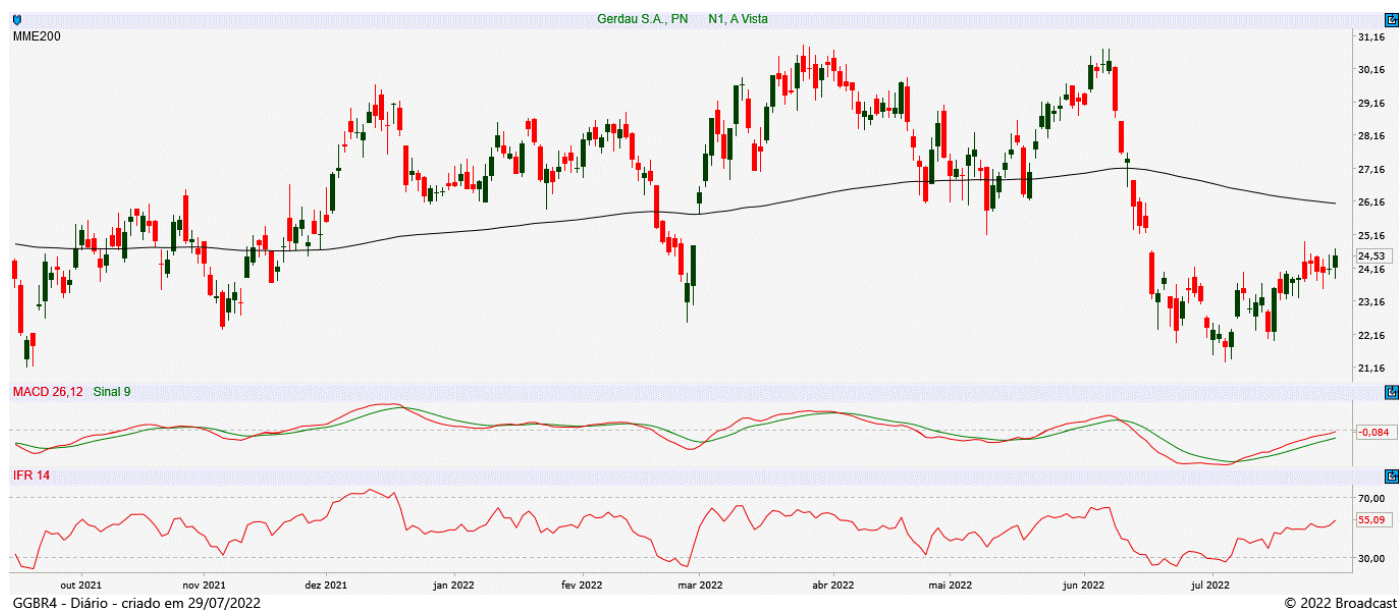 Gerdau S.A., PN N1, A Vista
MME200
31,16
30,16
29,16
28,16
27,16
26,16
25,16
24,53
24,16
23,16
22,16
21,16
MACD 26,12 Sinal 9
-0,084
IFR 14
70,00
55,09
30,00
out 2021 nov 2021 dez 2021 jan 2022 fev 2022 mar 2022 abr 2022 mai 2022 jun 2022 jul 2022
GGBR4 - Diário - criado em 29/07/2022 © 2022 Broadcast